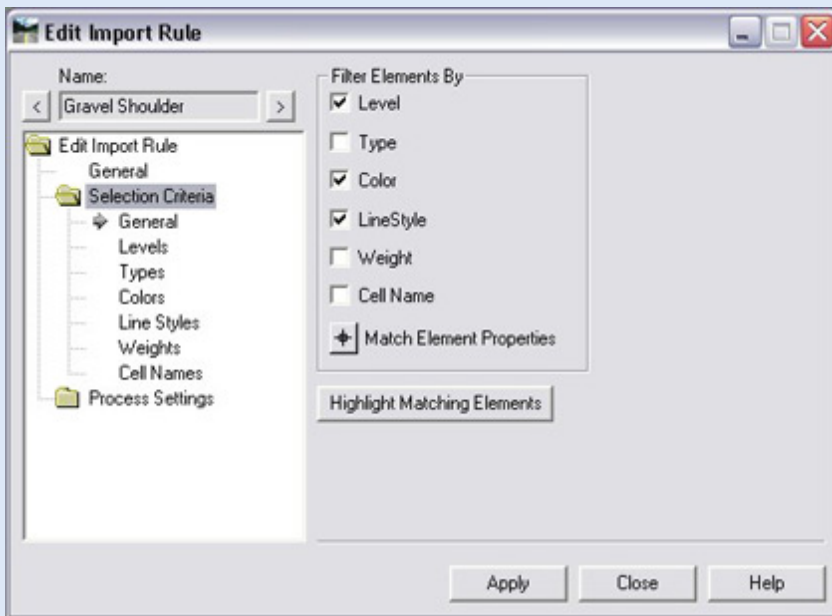 Edit Import Rule
Name:
< Gravel Shoulder >
Edit Import Rule
General
Selection Criteria
General
Levels
Types
Colors
Line Styles
Weights
Cell Names
Process Settings
Filter Elements By
Level
Type
Color
LineStyle
Weight
Cell Name
Match Element Properties
Highlight Matching Elements
Apply Close Help